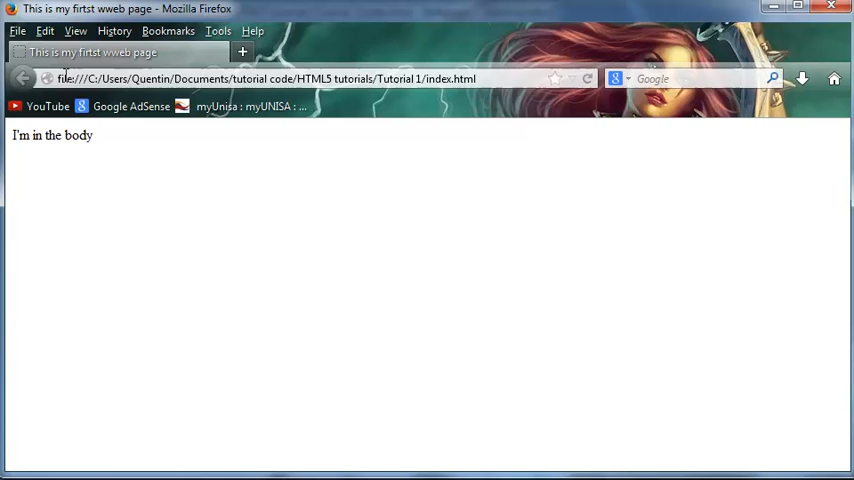 This is my firtst wweb page - Mozilla Firefox
File Edit View History Bookmarks Tools Help
This is my firtst wweb page +
file:///C:/Users/Quentin/Documents/tutorial code/HTML5 tutorials/Tutorial 1/index.html 8 Google
YouTube 8 Google AdSense myUnisa : myUNISA : ...
I'm in the body